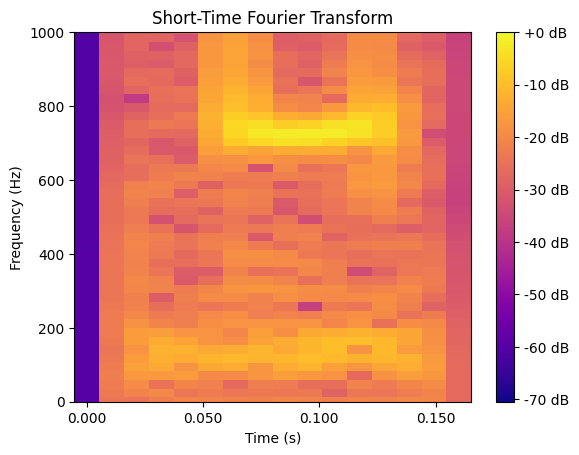 Short-Time Fourier Transform
Frequency (Hz)
1000
800
600
400
200
0
0.000
0.050
0.100
0.150
Time (s)
+0 dB
-10 dB
-20 dB
-30 dB
-40 dB
-50 dB
-60 dB
-70 dB